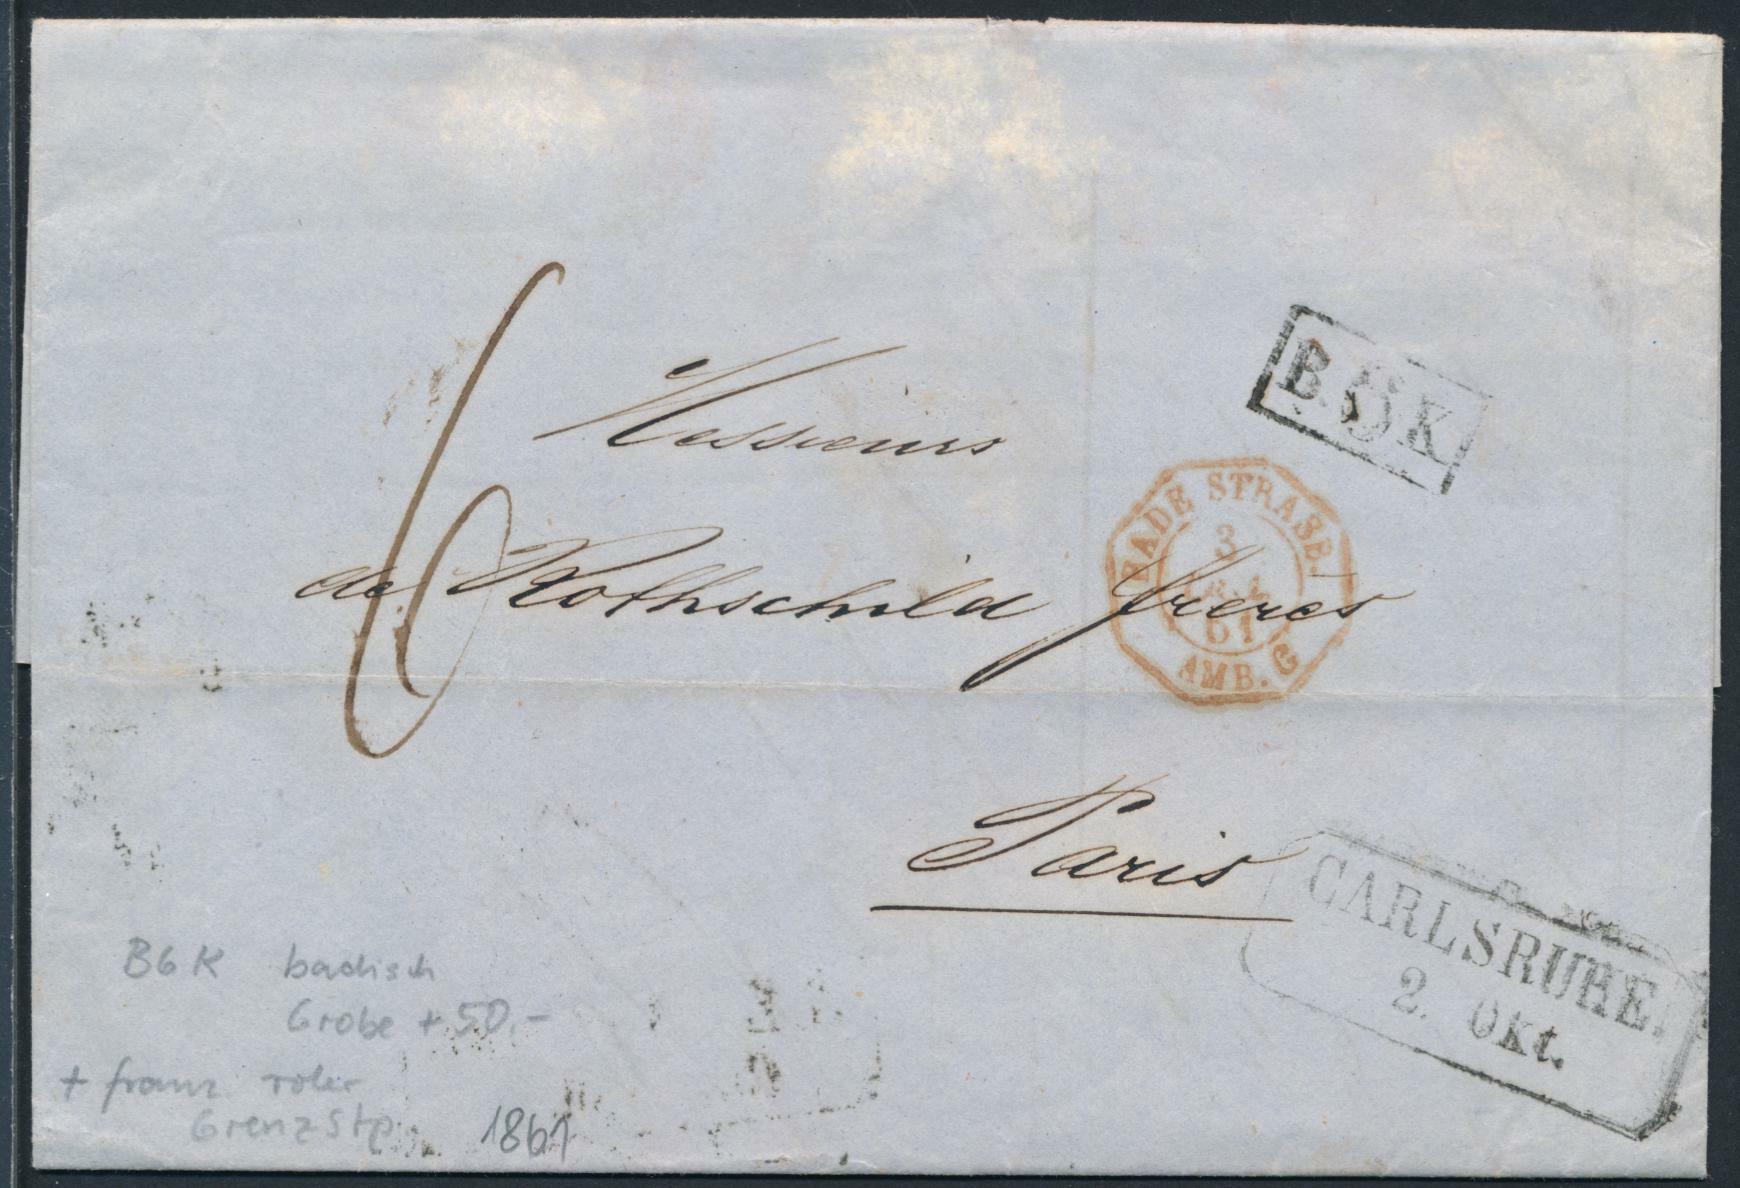 B. 6 K
6
Messieurs
de Rothschild frères
BADE STRASB.
3
61
AMB. G
Paris
CARLSRUHE.
2. Okt.
B6K badisch
Grobe + 50.-
+ franz. roter
Grenzstp.
1861